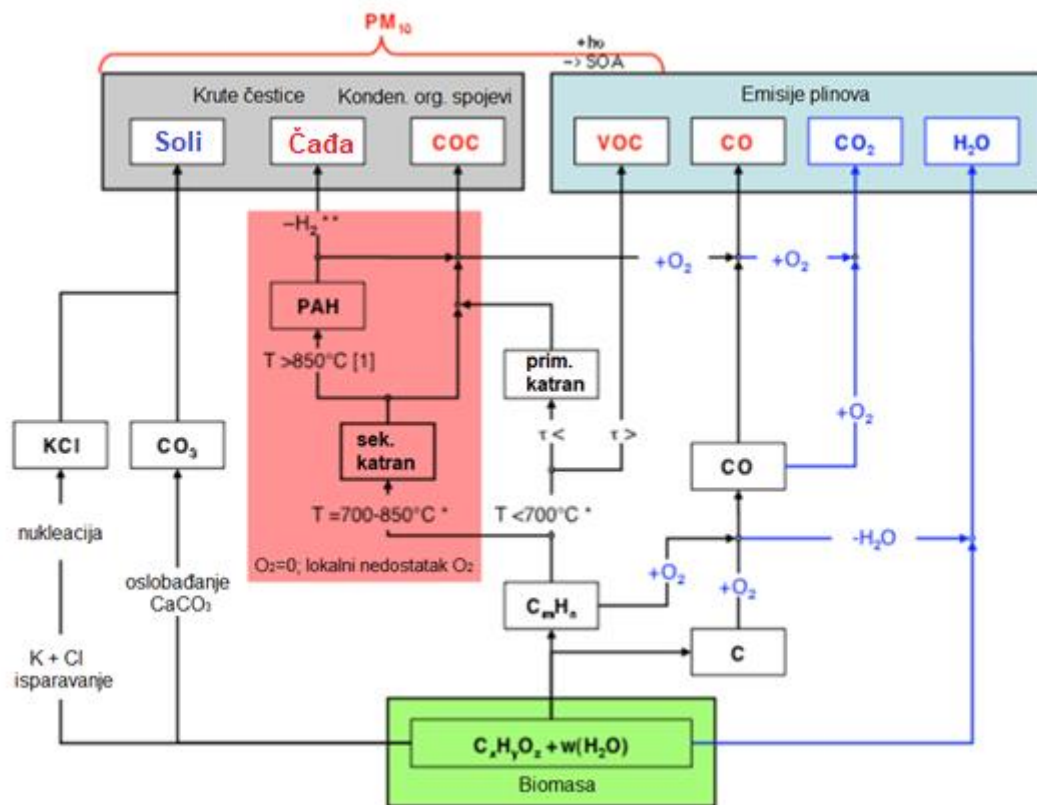 PM₁₀
+hυ
–> SOA
Krute čestice
Konden. org. spojevi
Emisije plinova
Soli
Čađa
COC
VOC
CO
CO₂
H₂O
–H₂ **
+O₂
+O₂
PAH
T >850°C [1]
prim.
katran
+O₂
τ <
τ >
KCl
CO₃
sek.
katran
CO
T =700-850°C *
T <700°C *
nukleacija
-H₂O
O₂=0; lokalni nedostatak O₂
+O₂
+O₂
oslobađanje
CaCO₃
CₘHₙ
C
K + Cl
isparavanje
CₓHᵧO_z + w(H₂O)
Biomasa